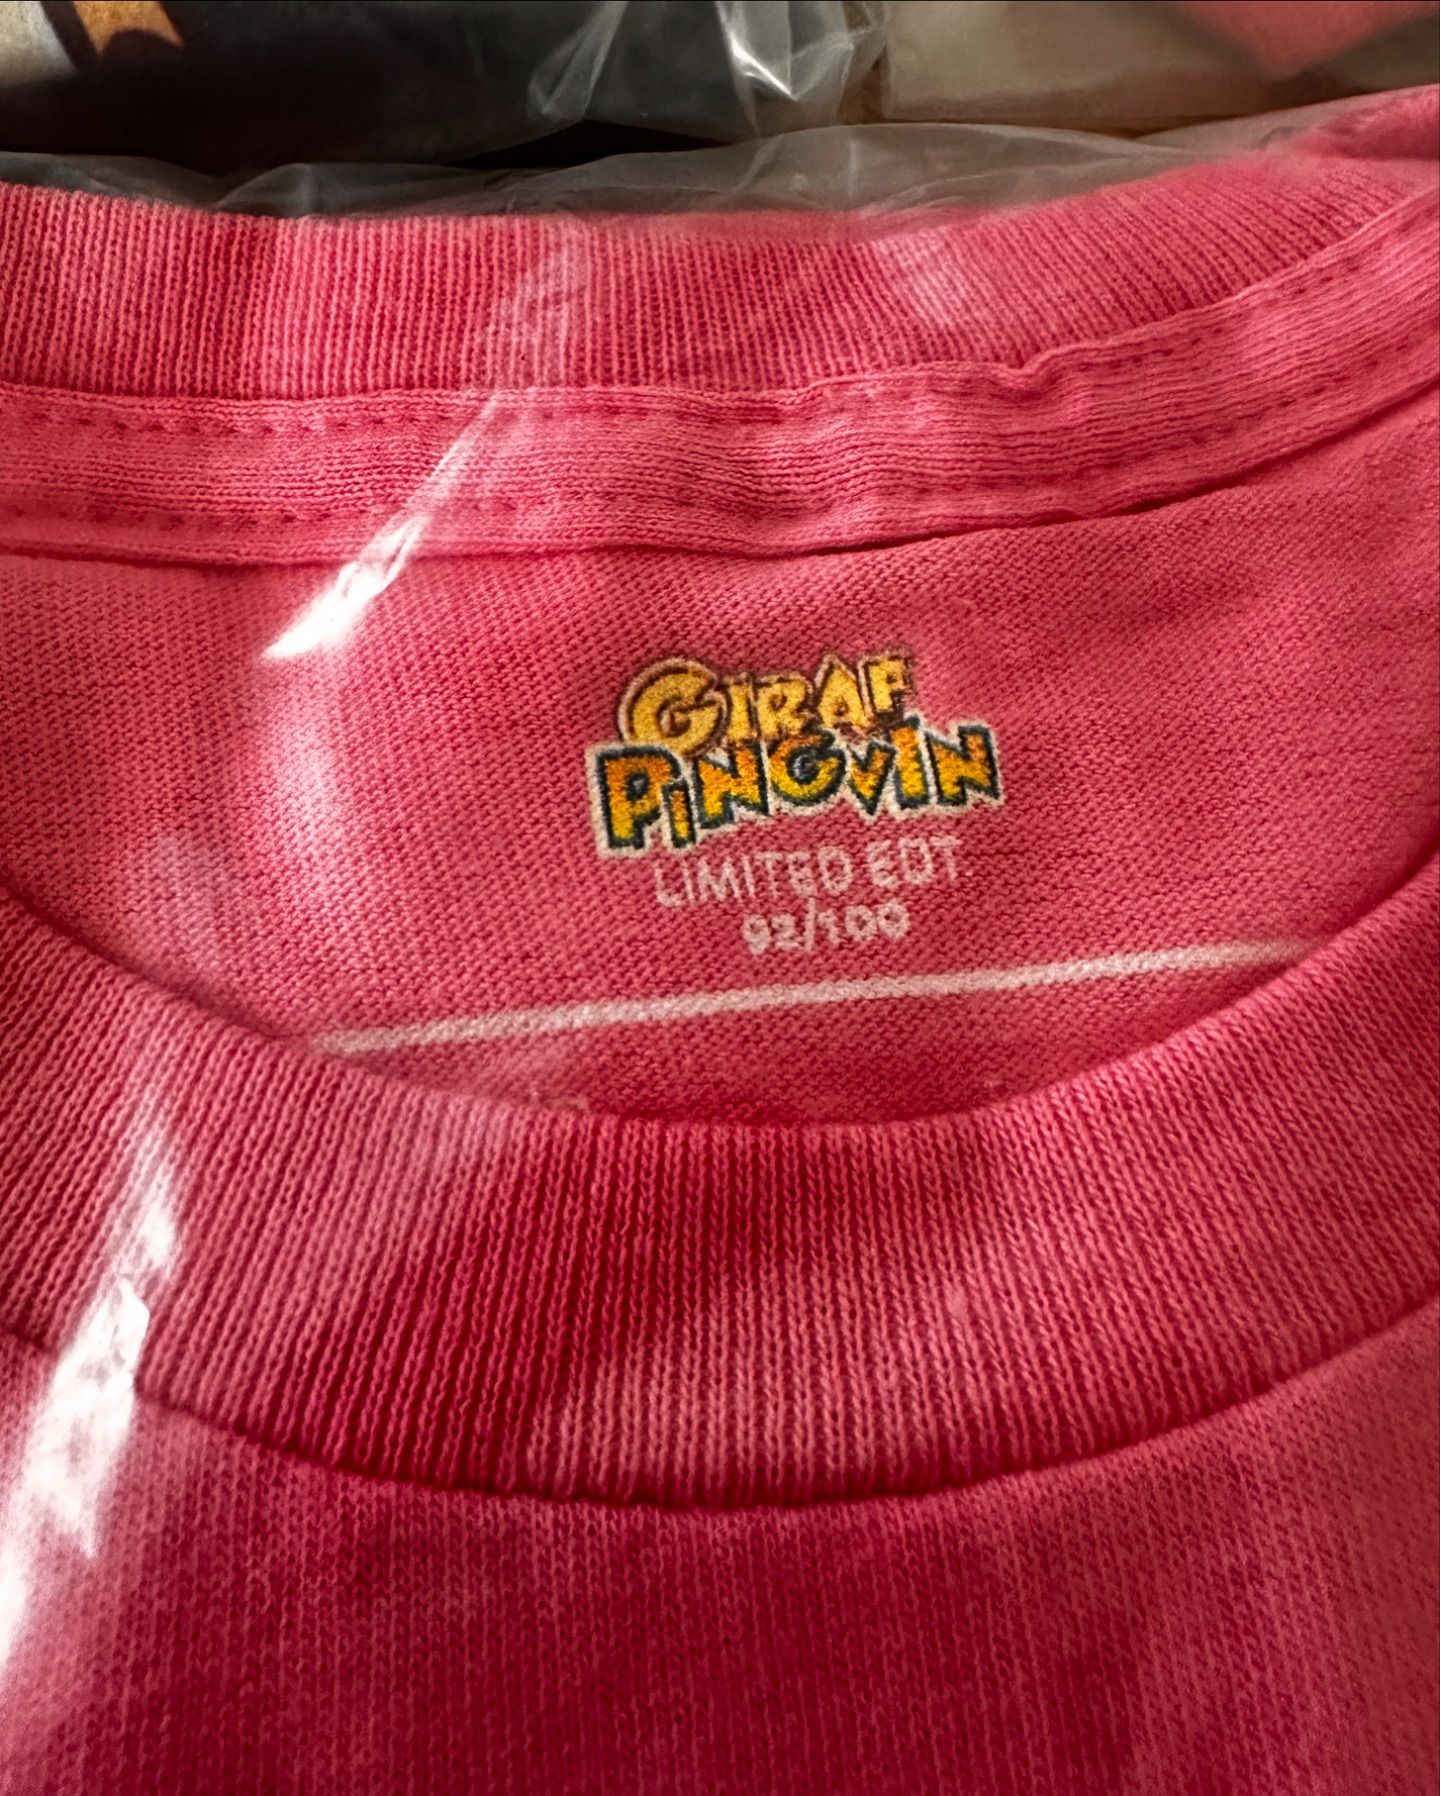 GIRAF
PiNGViN
LIMITED EDT.
92/100